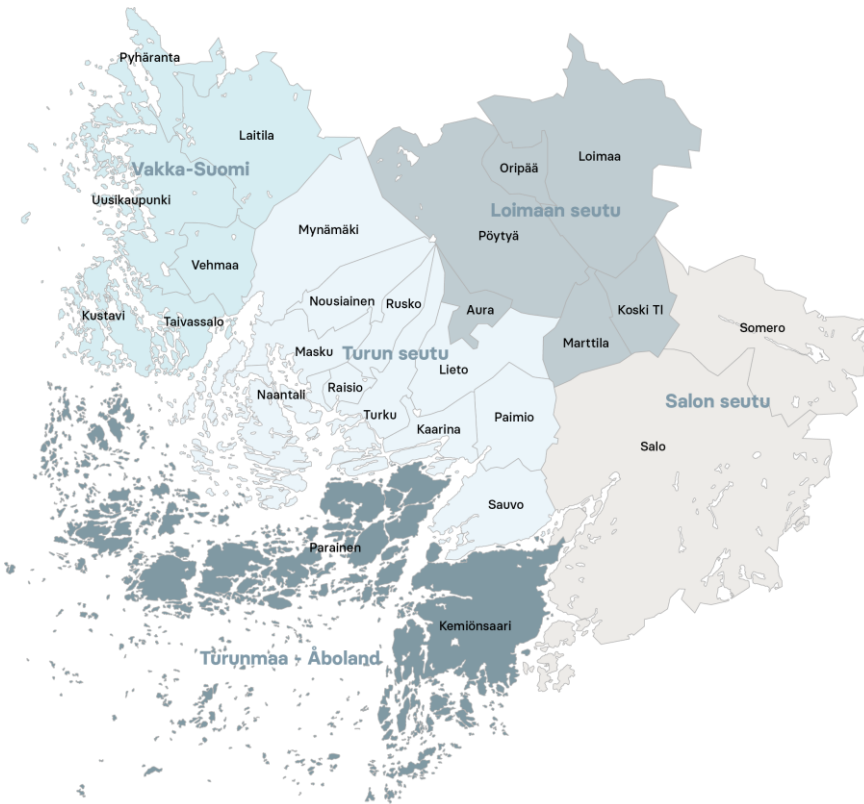 Pyhäranta
Laitila
Loimaa
Oripää
Vakka-Suomi
Uusikaupunki
Loimaan seutu
Mynämäki
Pöytyä
Vehmaa
Nousiainen
Rusko
Aura
Koski Tl
Kustavi
Taivassalo
Somero
Marttila
Masku
Turun seutu
Lieto
Naantali
Raisio
Salon seutu
Turku
Kaarina
Paimio
Salo
Sauvo
Parainen
Kemiönsaari
Turunmaa - Åboland